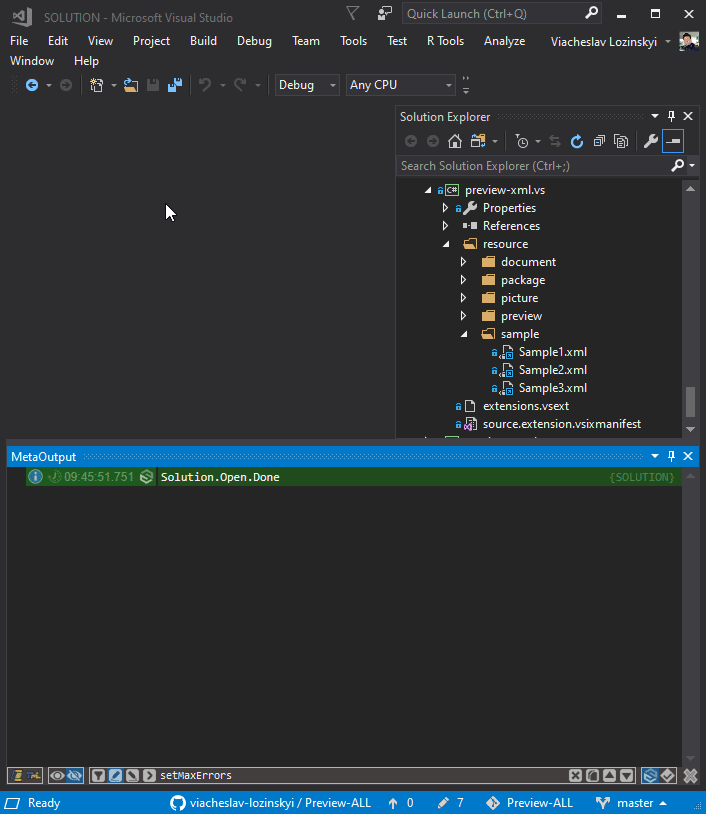 SOLUTION - Microsoft Visual Studio
Quick Launch (Ctrl+Q)
File Edit View Project Build Debug Team Tools Test R Tools Analyze Viacheslav Lozinskyi
Window Help
Debug Any CPU
Solution Explorer
Search Solution Explorer (Ctrl+;)
C# preview-xml.vs
Properties
References
resource
document
package
picture
preview
sample
Sample1.xml
Sample2.xml
Sample3.xml
extensions.vsext
source.extension.vsixmanifest
MetaOutput
09:45:51.751 Solution.Open.Done {SOLUTION}
setMaxErrors
Ready viacheslav-lozinskyi / Preview-ALL 0 7 Preview-ALL master